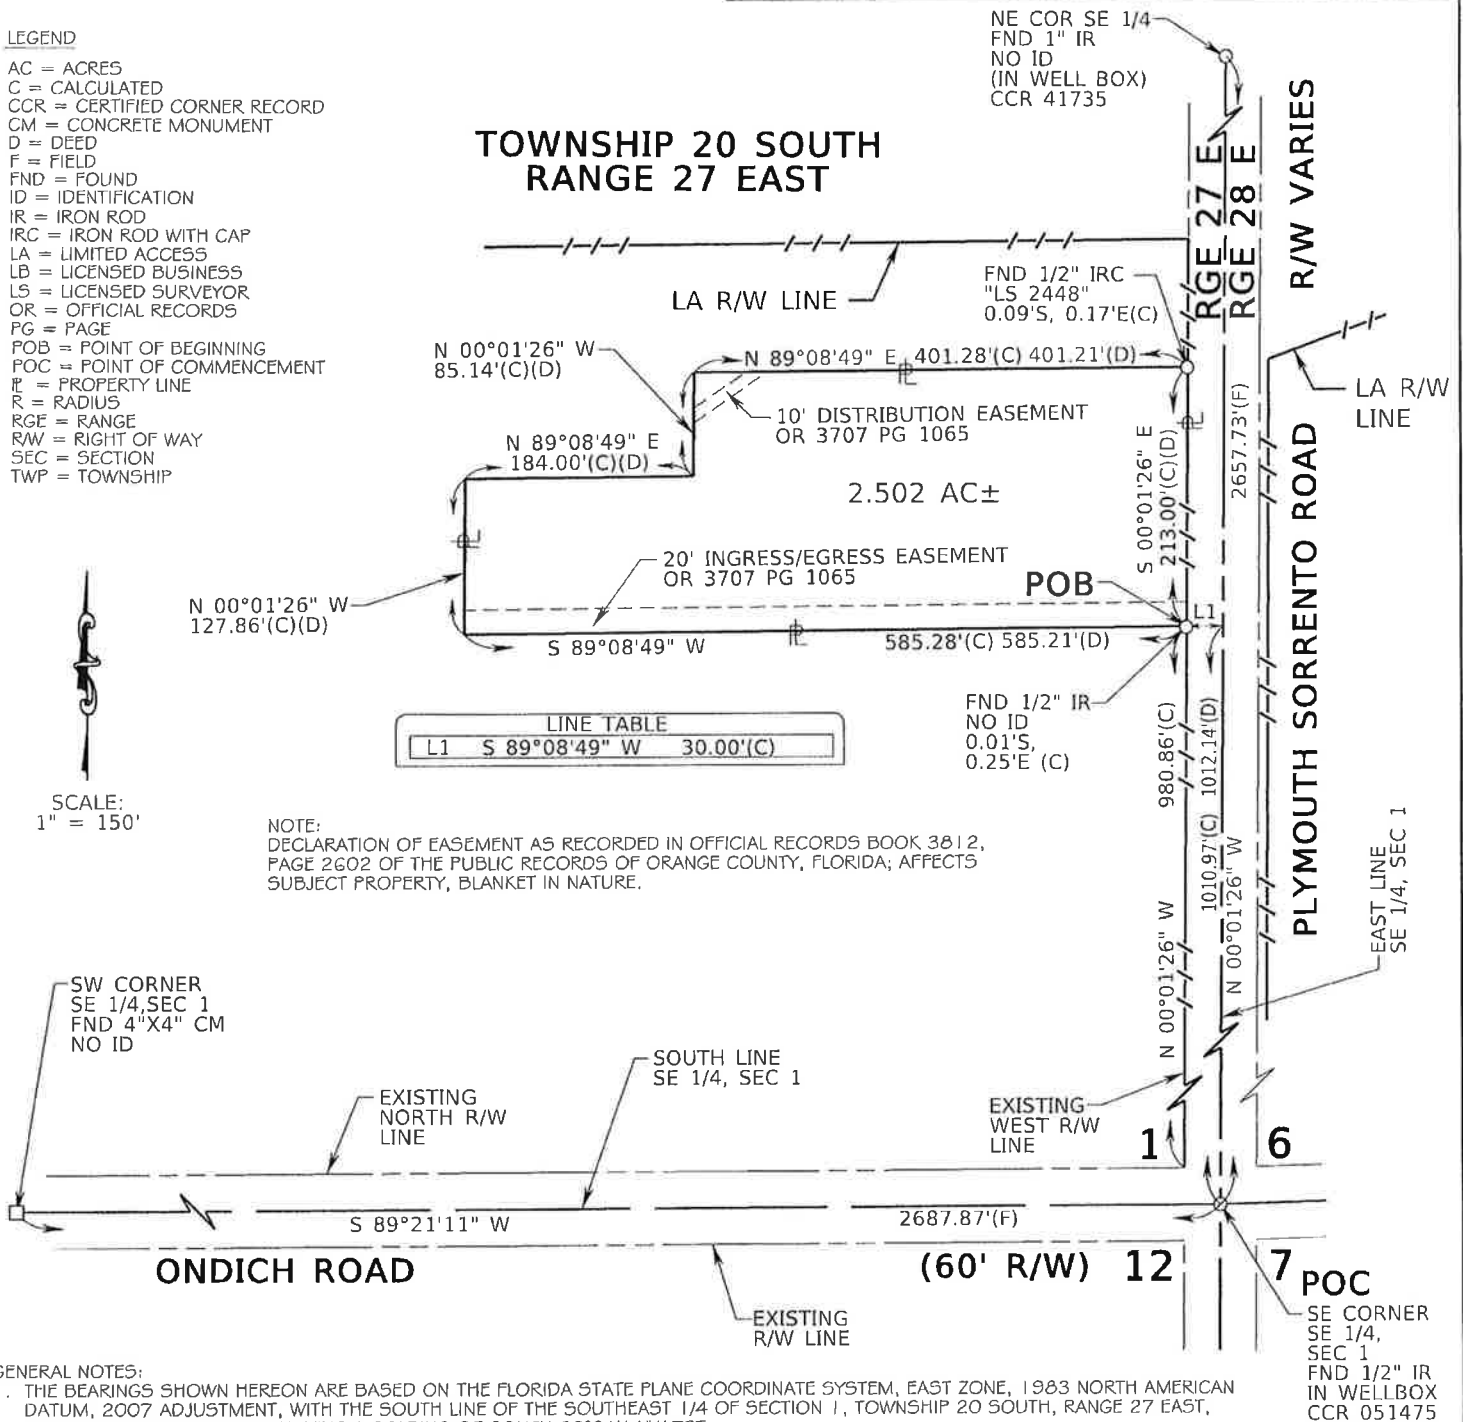 LEGEND
AC = ACRES
C = CALCULATED
CCR = CERTIFIED CORNER RECORD
CM = CONCRETE MONUMENT
D = DEED
F = FIELD
FND = FOUND
ID = IDENTIFICATION
IR = IRON ROD
IRC = IRON ROD WITH CAP
LA = LIMITED ACCESS
LB = LICENSED BUSINESS
LS = LICENSED SURVEYOR
OR = OFFICIAL RECORDS
PG = PAGE
POB = POINT OF BEGINNING
POC = POINT OF COMMENCEMENT
PL = PROPERTY LINE
R = RADIUS
RGE = RANGE
R/W = RIGHT OF WAY
SEC = SECTION
TWP = TOWNSHIP
NE COR SE 1/4
FND 1" IR
NO ID
(IN WELL BOX)
CCR 41735
TOWNSHIP 20 SOUTH
RANGE 27 EAST
RGE 27 E
RGE 28 E
R/W VARIES
LA R/W LINE
FND 1/2" IRC
"LS 2448"
0.09'S, 0.17'E(C)
N 00°01'26" W
85.14'(C)(D)
N 89°08'49" E 401.28'(C) 401.21'(D)
PL
10' DISTRIBUTION EASEMENT
OR 3707 PG 1065
LA R/W
LINE
N 89°08'49" E
184.00'(C)(D)
2.502 AC±
S 00°01'26" E
213.00'(C)(D)
PL
2657.73'(F)
PLYMOUTH SORRENTO ROAD
PL
20' INGRESS/EGRESS EASEMENT
OR 3707 PG 1065
POB
L1
N 00°01'26" W
127.86'(C)(D)
S 89°08'49" W
PL
585.28'(C) 585.21'(D)
FND 1/2" IR
NO ID
0.01'S,
0.25'E (C)
LINE TABLE
L1 S 89°08'49" W 30.00'(C)
SCALE:
1" = 150'
NOTE:
DECLARATION OF EASEMENT AS RECORDED IN OFFICIAL RECORDS BOOK 3812,
PAGE 2602 OF THE PUBLIC RECORDS OF ORANGE COUNTY, FLORIDA; AFFECTS
SUBJECT PROPERTY, BLANKET IN NATURE.
N 00°01'26" W 980.86'(C)
1010.97'(C) 1012.14'(D)
N 00°01'26" W
EAST LINE
SE 1/4, SEC 1
SW CORNER
SE 1/4,SEC 1
FND 4"X4" CM
NO ID
SOUTH LINE
SE 1/4, SEC 1
EXISTING
NORTH R/W
LINE
EXISTING
WEST R/W
LINE
1
6
S 89°21'11" W
2687.87'(F)
ONDICH ROAD
(60' R/W)
12
7
POC
SE CORNER
SE 1/4,
SEC 1
FND 1/2" IR
IN WELLBOX
CCR 051475
EXISTING
R/W LINE
GENERAL NOTES:
. THE BEARINGS SHOWN HEREON ARE BASED ON THE FLORIDA STATE PLANE COORDINATE SYSTEM, EAST ZONE, 1983 NORTH AMERICAN
DATUM, 2007 ADJUSTMENT, WITH THE SOUTH LINE OF THE SOUTHEAST 1/4 OF SECTION 1, TOWNSHIP 20 SOUTH, RANGE 27 EAST,